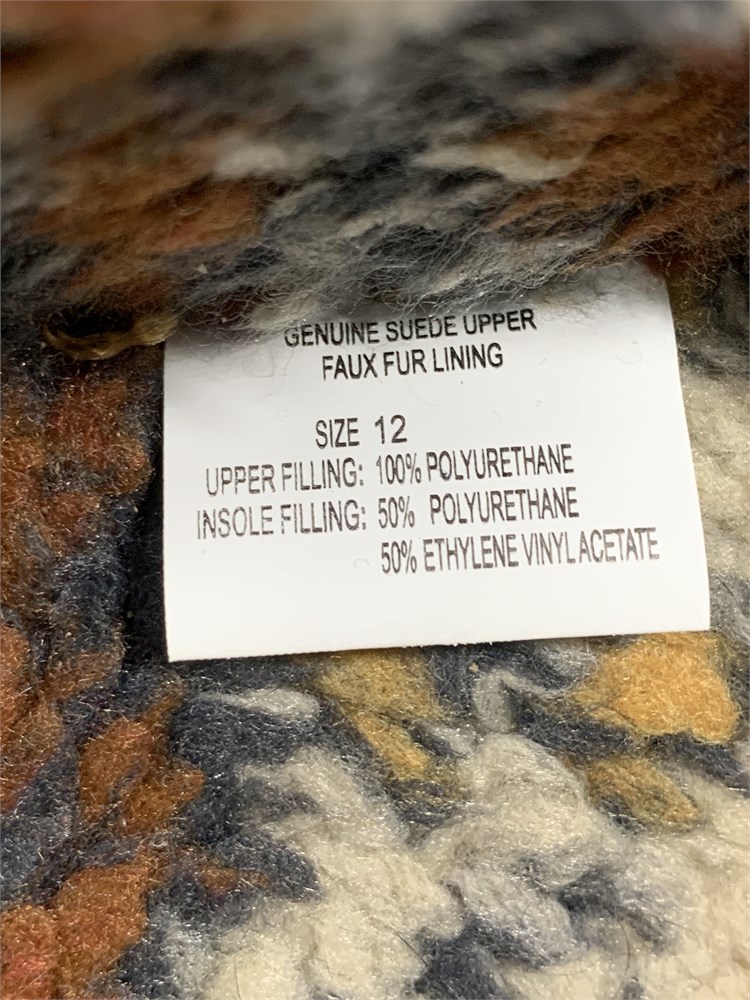 GENUINE SUEDE UPPER
FAUX FUR LINING
SIZE 12
UPPER FILLING: 100% POLYURETHANE
INSOLE FILLING: 50% POLYURETHANE
50% ETHYLENE VINYL ACETATE